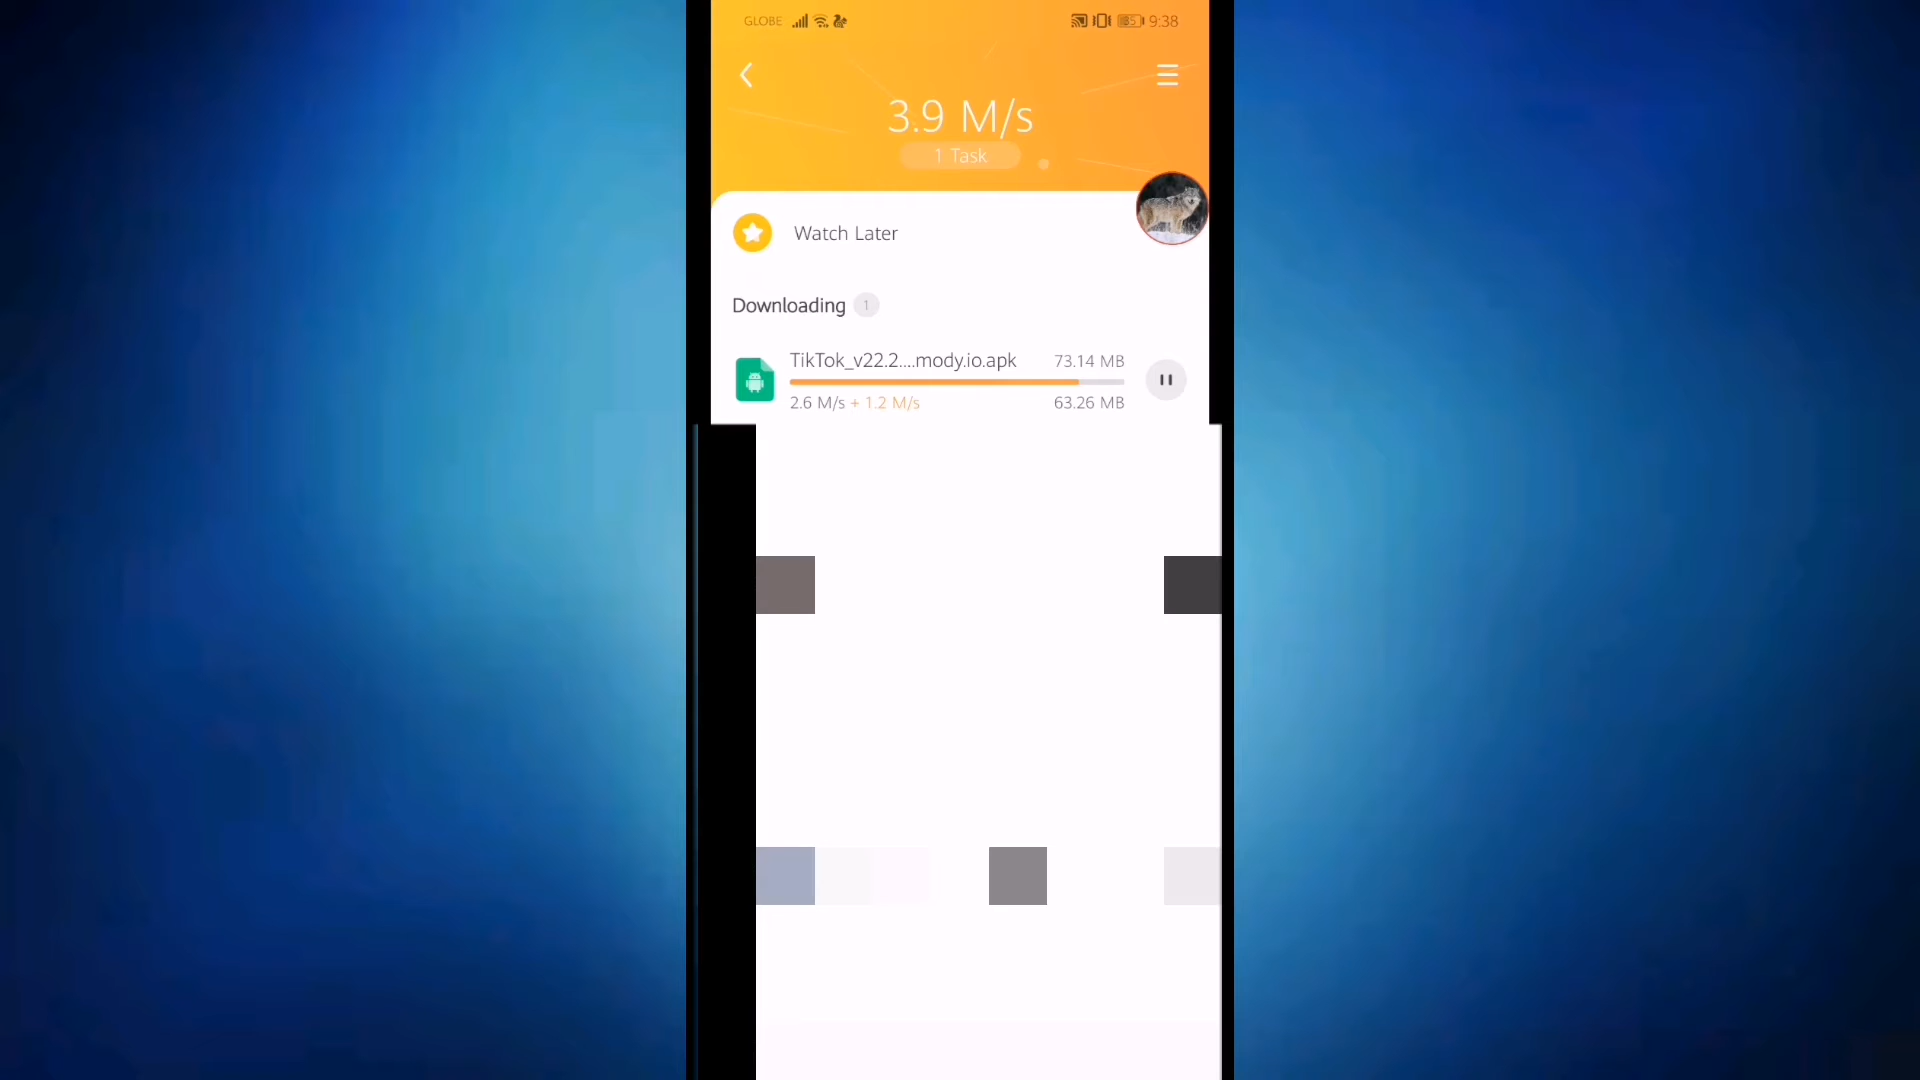 GLOBE
85 9:38
3.9 M/s
1 Task
Watch Later
Downloading 1
TikTok_v22.2....mody.io.apk 73.14 MB
2.6 M/s + 1.2 M/s 63.26 MB